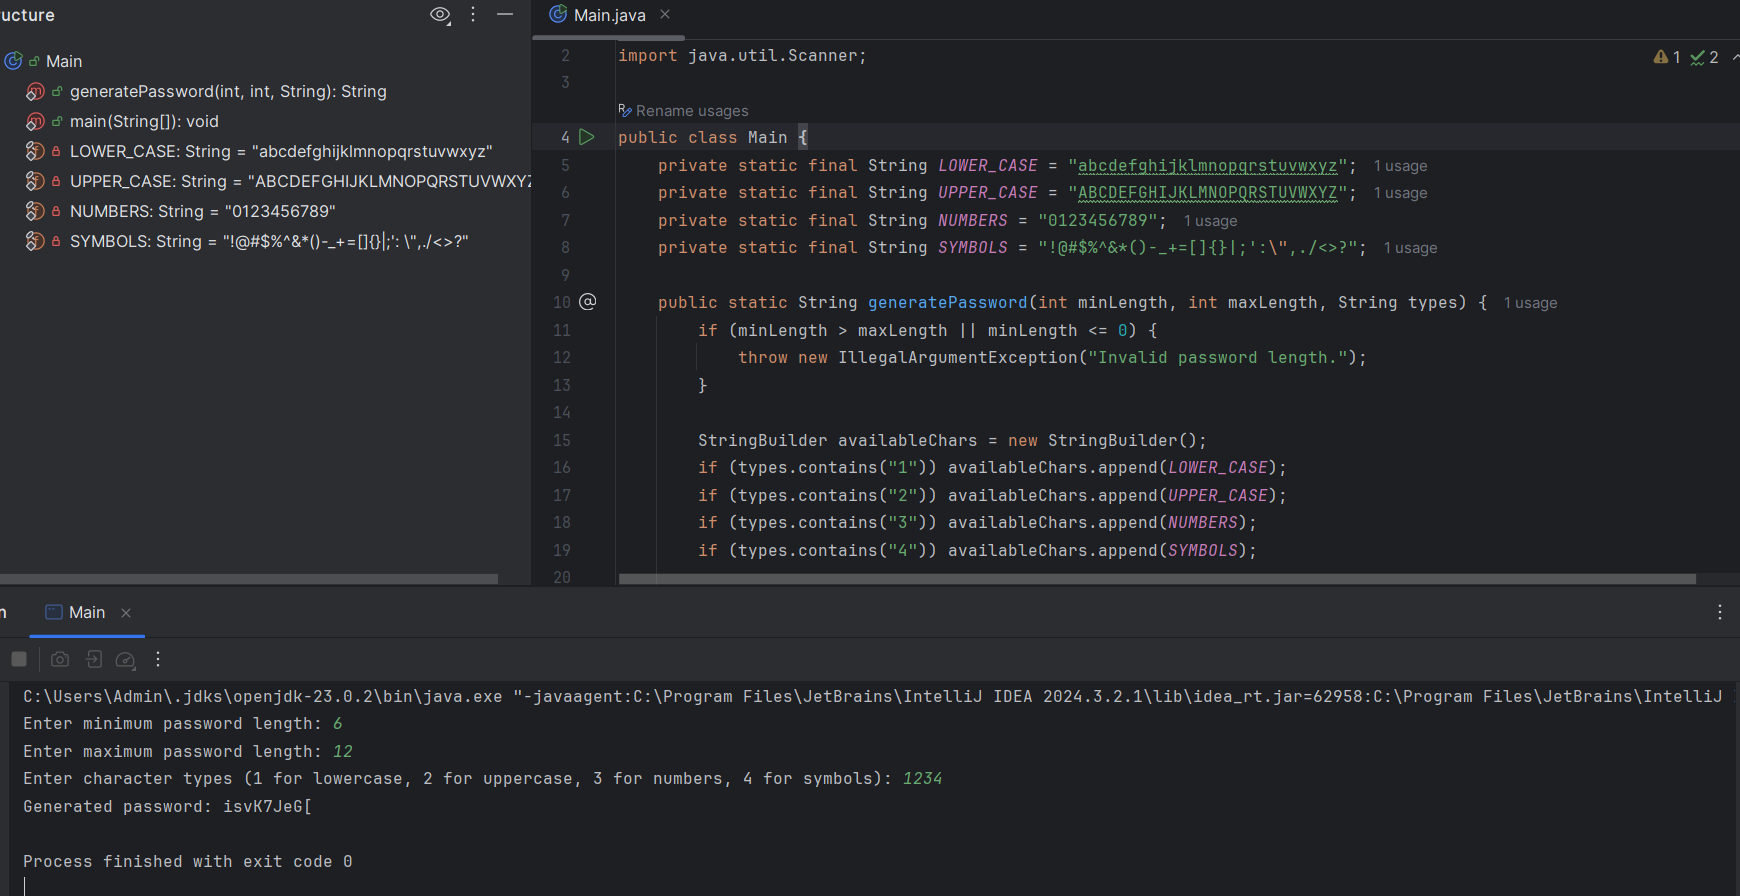 ucture
Main
generatePassword(int, int, String): String
main(String[]): void
LOWER_CASE: String = "abcdefghijklmnopqrstuvwxyz"
UPPER_CASE: String = "ABCDEFGHIJKLMNOPQRSTUVWXYZ
NUMBERS: String = "0123456789"
SYMBOLS: String = "!@#$%^&*()-_+=[]{}|;': \",./<>?"
Main.java
1 2
2 import java.util.Scanner;
3
Rename usages
4 public class Main {
5 private static final String LOWER_CASE = "abcdefghijklmnopqrstuvwxyz"; 1 usage
6 private static final String UPPER_CASE = "ABCDEFGHIJKLMNOPQRSTUVWXYZ"; 1 usage
7 private static final String NUMBERS = "0123456789"; 1 usage
8 private static final String SYMBOLS = "!@#$%^&*()-_+=[]{}|;':\",./<>?"; 1 usage
9
10 @ public static String generatePassword(int minLength, int maxLength, String types) { 1 usage
11 if (minLength > maxLength || minLength <= 0) {
12 throw new IllegalArgumentException("Invalid password length.");
13 }
14
15 StringBuilder availableChars = new StringBuilder();
16 if (types.contains("1")) availableChars.append(LOWER_CASE);
17 if (types.contains("2")) availableChars.append(UPPER_CASE);
18 if (types.contains("3")) availableChars.append(NUMBERS);
19 if (types.contains("4")) availableChars.append(SYMBOLS);
20
n Main
C:\Users\Admin\.jdks\openjdk-23.0.2\bin\java.exe "-javaagent:C:\Program Files\JetBrains\IntelliJ IDEA 2024.3.2.1\lib\idea_rt.jar=62958:C:\Program Files\JetBrains\IntelliJ
Enter minimum password length: 6
Enter maximum password length: 12
Enter character types (1 for lowercase, 2 for uppercase, 3 for numbers, 4 for symbols): 1234
Generated password: isvK7JeG[
Process finished with exit code 0